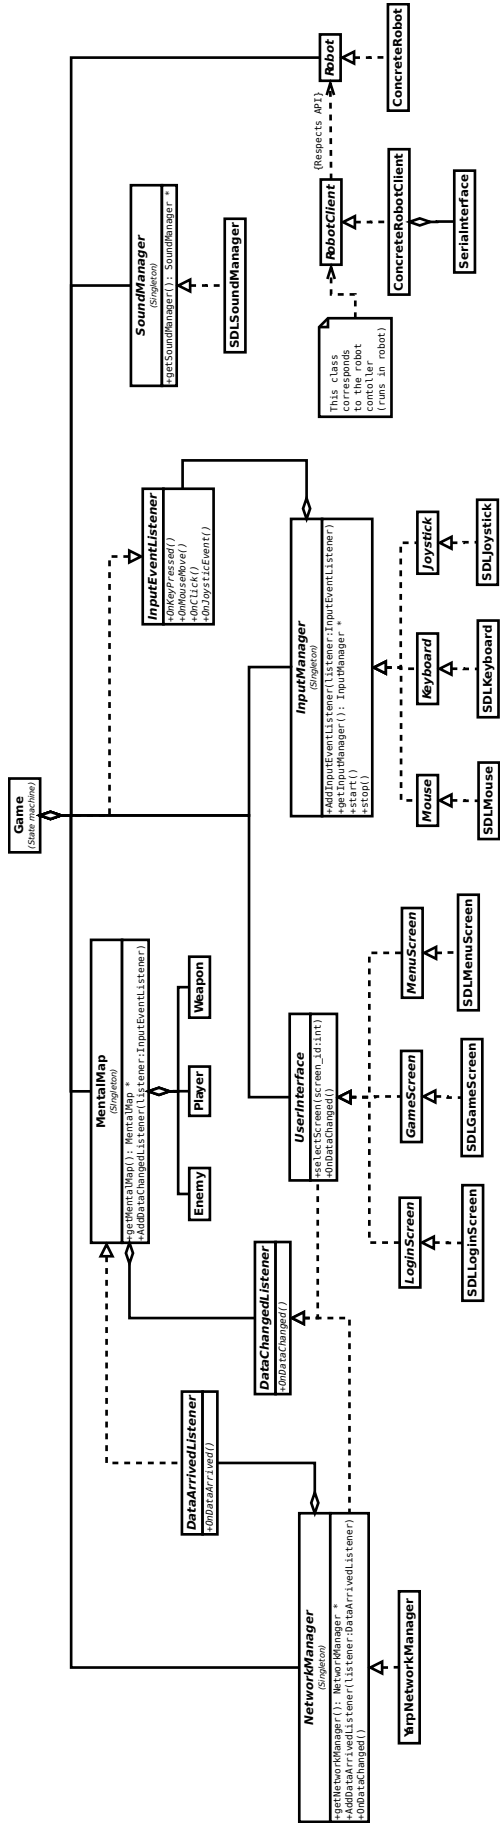 Game
(State machine)
NetworkManager
(Singleton)
+getNetworkManager(): NetworkManager *
+AddDataArrivedListener(listener:DataArrivedListener)
+OnDataChanged()
YarpNetworkManager
DataArrivedListener
+OnDataArrived()
DataChangedListener
+OnDataChanged()
MentalMap
(SIngleton)
+getMentalMap(): MentalMap *
+AddDataChangedListener(listener:InputEventListener)
Enemy
Player
Weapon
UserInterface
+selectScreen(screen_id:int)
+OnDataChanged()
LoginScreen
GameScreen
MenuScreen
SDLLoginScreen
SDLGameScreen
SDLMenuScreen
InputEventListener
+OnKeyPressed()
+OnMouseMove()
+OnClick()
+OnJoysticEvent()
InputManager
(SIngleton)
+AddInputEventListener(listener:InputEventListener)
+getInputManager(): InputManager *
+start()
+stop()
Mouse
Keyboard
Joystick
SDLMouse
SDLKeyboard
SDLJoystick
SoundManager
(Singleton)
+getSoundManager(): SoundManager *
SDLSoundManager
This class
corresponds
to the robot
contoller
(runs in robot)
RobotClient
{Respects API}
Robot
ConcreteRobotClient
ConcreteRobot
SerialInterface